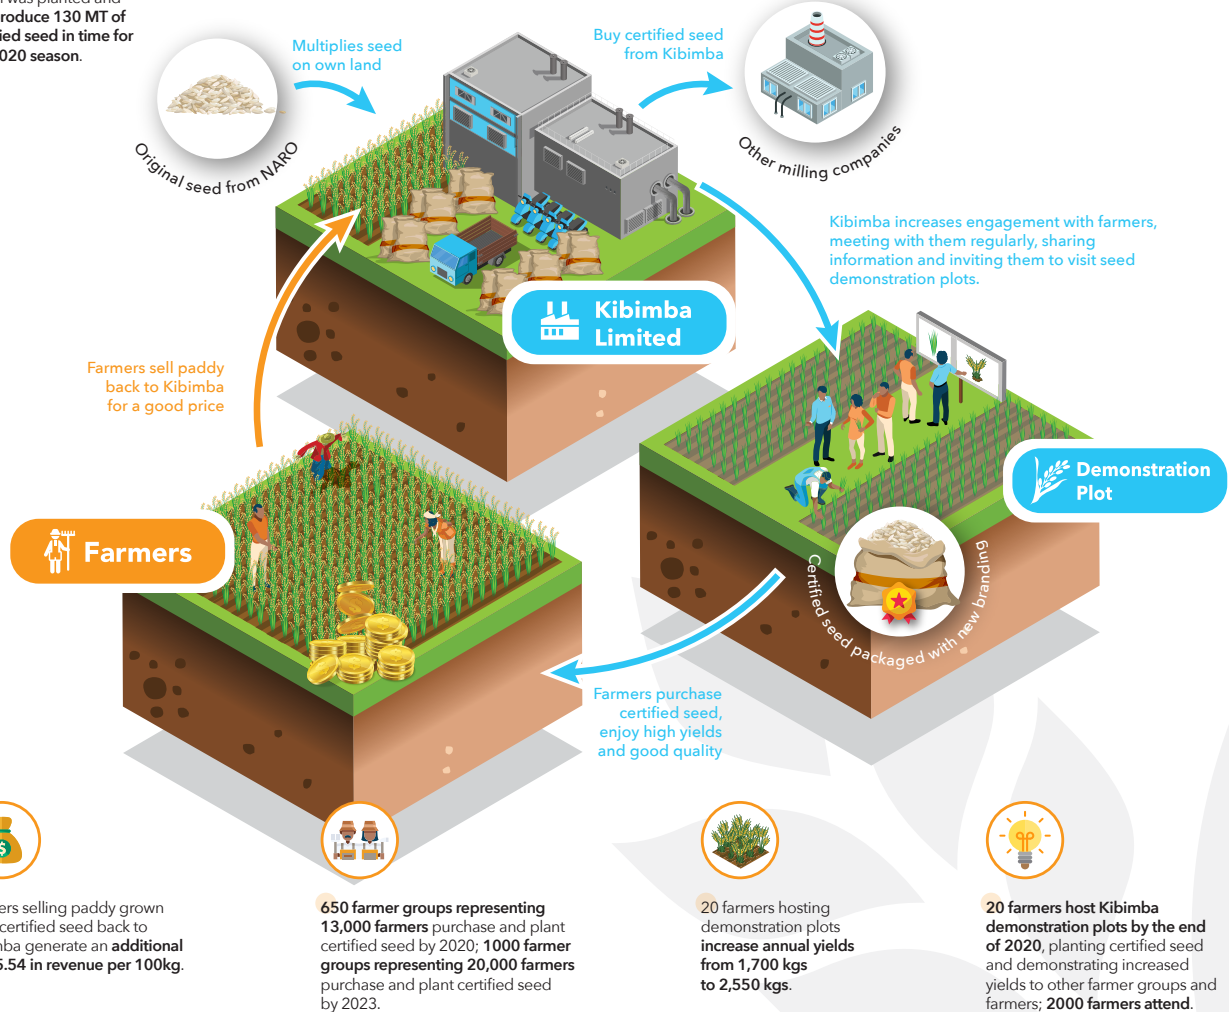 was planted and
roduce 130 MT of
ied seed in time for
020 season.
Multiplies seed
on own land
Buy certified seed
from Kibimba
Original seed from NARO
Other milling companies
Kibimba increases engagement with farmers,
meeting with them regularly, sharing
information and inviting them to visit seed
demonstration plots.
Kibimba
Limited
Farmers sell paddy
back to Kibimba
for a good price
Demonstration
Plot
Farmers
Certified seed packaged with new branding
Farmers purchase
certified seed,
enjoy high yields
and good quality
$
ers selling paddy grown
certified seed back to
mba generate an additional
5.54 in revenue per 100kg.
650 farmer groups representing
13,000 farmers purchase and plant
certified seed by 2020; 1000 farmer
groups representing 20,000 farmers
purchase and plant certified seed
by 2023.
20 farmers hosting
demonstration plots
increase annual yields
from 1,700 kgs
to 2,550 kgs.
20 farmers host Kibimba
demonstration plots by the end
of 2020, planting certified seed
and demonstrating increased
yields to other farmer groups and
farmers; 2000 farmers attend.